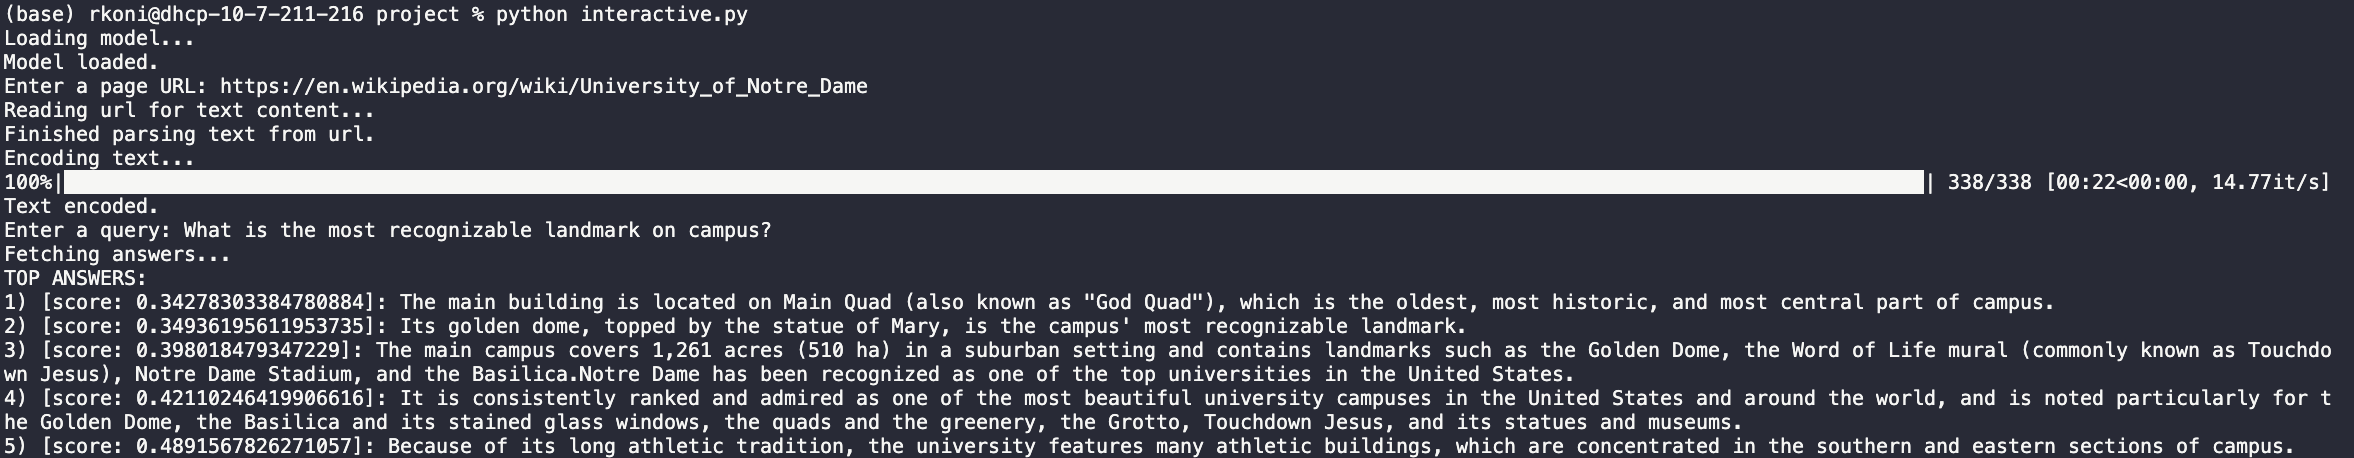 (base) rkoni@dhcp-10-7-211-216 project % python interactive.py
Loading model...
Model loaded.
Enter a page URL: https://en.wikipedia.org/wiki/University_of_Notre_Dame
Reading url for text content...
Finished parsing text from url.
Encoding text...
100%|| 338/338 [00:22<00:00, 14.77it/s]
Text encoded.
Enter a query: What is the most recognizable landmark on campus?
Fetching answers...
TOP ANSWERS:
1) [score: 0.34278303384780884]: The main building is located on Main Quad (also known as "God Quad"), which is the oldest, most historic, and most central part of campus.
2) [score: 0.34936195611953735]: Its golden dome, topped by the statue of Mary, is the campus' most recognizable landmark.
3) [score: 0.398018479347229]: The main campus covers 1,261 acres (510 ha) in a suburban setting and contains landmarks such as the Golden Dome, the Word of Life mural (commonly known as Touchdo
wn Jesus), Notre Dame Stadium, and the Basilica.Notre Dame has been recognized as one of the top universities in the United States.
4) [score: 0.42110246419906616]: It is consistently ranked and admired as one of the most beautiful university campuses in the United States and around the world, and is noted particularly for t
he Golden Dome, the Basilica and its stained glass windows, the quads and the greenery, the Grotto, Touchdown Jesus, and its statues and museums.
5) [score: 0.4891567826271057]: Because of its long athletic tradition, the university features many athletic buildings, which are concentrated in the southern and eastern sections of campus.